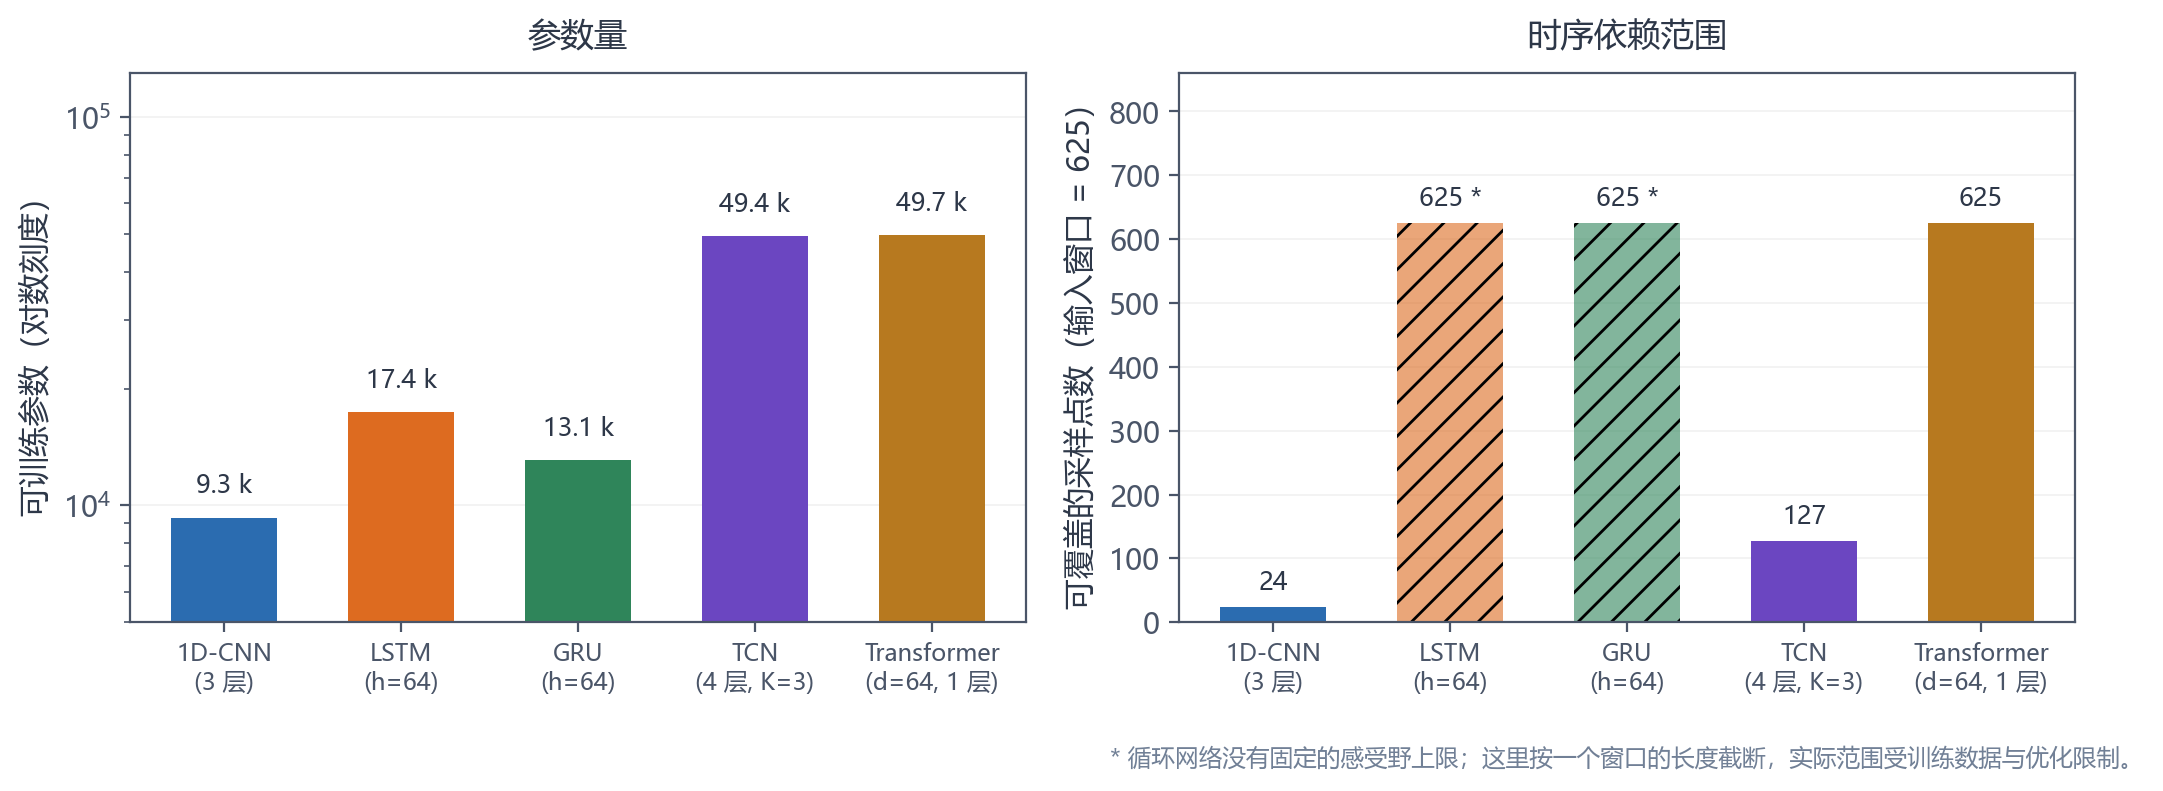 参数量
可训练参数（对数刻度）
10⁵
10⁴
9.3 k
17.4 k
13.1 k
49.4 k
49.7 k
1D-CNN
(3 层)
LSTM
(h=64)
GRU
(h=64)
TCN
(4 层, K=3)
Transformer
(d=64, 1 层)
时序依赖范围
可覆盖的采样点数（输入窗口 = 625）
800
700
600
500
400
300
200
100
0
24
625 *
625 *
127
625
1D-CNN
(3 层)
LSTM
(h=64)
GRU
(h=64)
TCN
(4 层, K=3)
Transformer
(d=64, 1 层)
* 循环网络没有固定的感受野上限；这里按一个窗口的长度截断，实际范围受训练数据与优化限制。